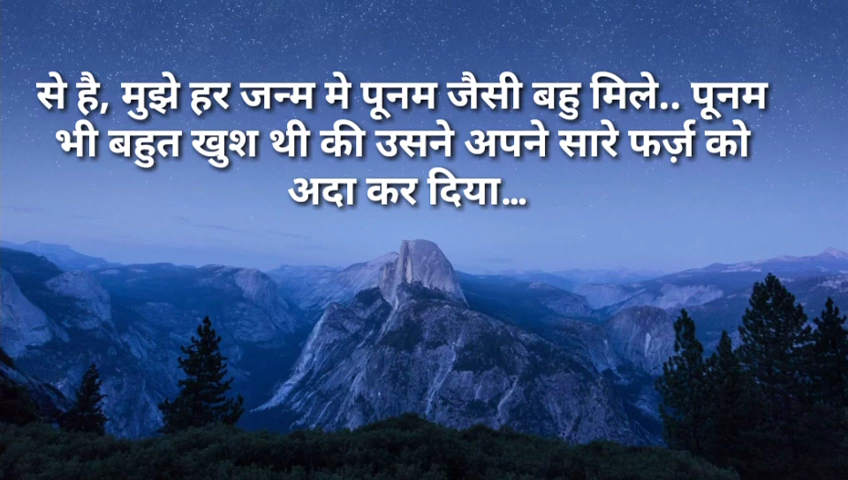 से है, मुझे हर जन्म मे पूनम जैसी बहु मिले.. पूनम
भी बहुत खुश थी की उसने अपने सारे फर्ज़ को
अदा कर दिया...